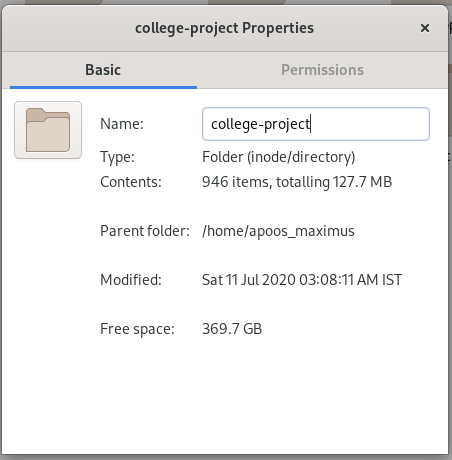 college-project Properties
×
Basic
Permissions
Name: college-project
Type: Folder (inode/directory)
Contents: 946 items, totalling 127.7 MB
Parent folder: /home/apoos_maximus
Modified: Sat 11 Jul 2020 03:08:11 AM IST
Free space: 369.7 GB